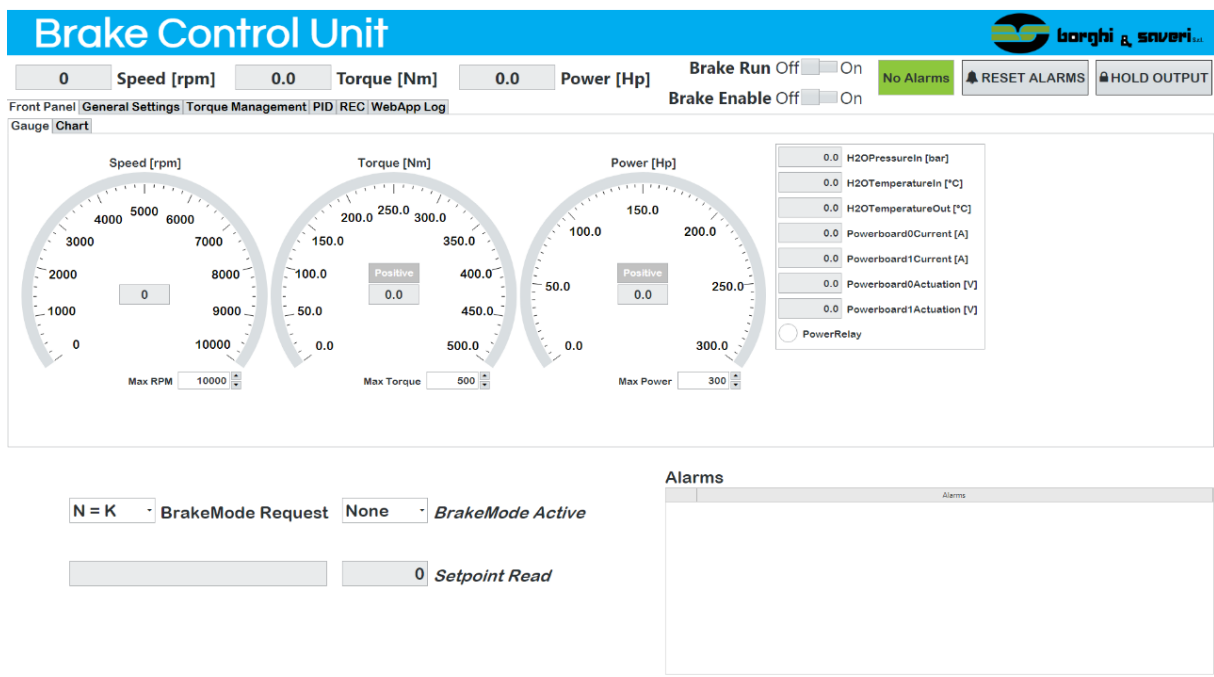 Brake Control Unit
borghi & saveri s.r.l.
0 Speed [rpm] 0.0 Torque [Nm] 0.0 Power [Hp]
Brake Run Off On
Brake Enable Off On
No Alarms RESET ALARMS HOLD OUTPUT
Front Panel General Settings Torque Management PID REC WebApp Log
Gauge Chart
Speed [rpm]
0
1000
2000
3000
4000
5000
6000
7000
8000
9000
10000
0
Max RPM 10000
Torque [Nm]
0.0
50.0
100.0
150.0
200.0
250.0
300.0
350.0
400.0
450.0
500.0
Positive
0.0
Max Torque 500
Power [Hp]
0.0
50.0
100.0
150.0
200.0
250.0
300.0
Positive
0.0
Max Power 300
0.0 H2OPressureIn [bar]
0.0 H2OTemperatureIn [°C]
0.0 H2OTemperatureOut [°C]
0.0 Powerboard0Current [A]
0.0 Powerboard1Current [A]
0.0 Powerboard0Actuation [V]
0.0 Powerboard1Actuation [V]
PowerRelay
N = K BrakeMode Request None BrakeMode Active
0 Setpoint Read
Alarms
Alarms